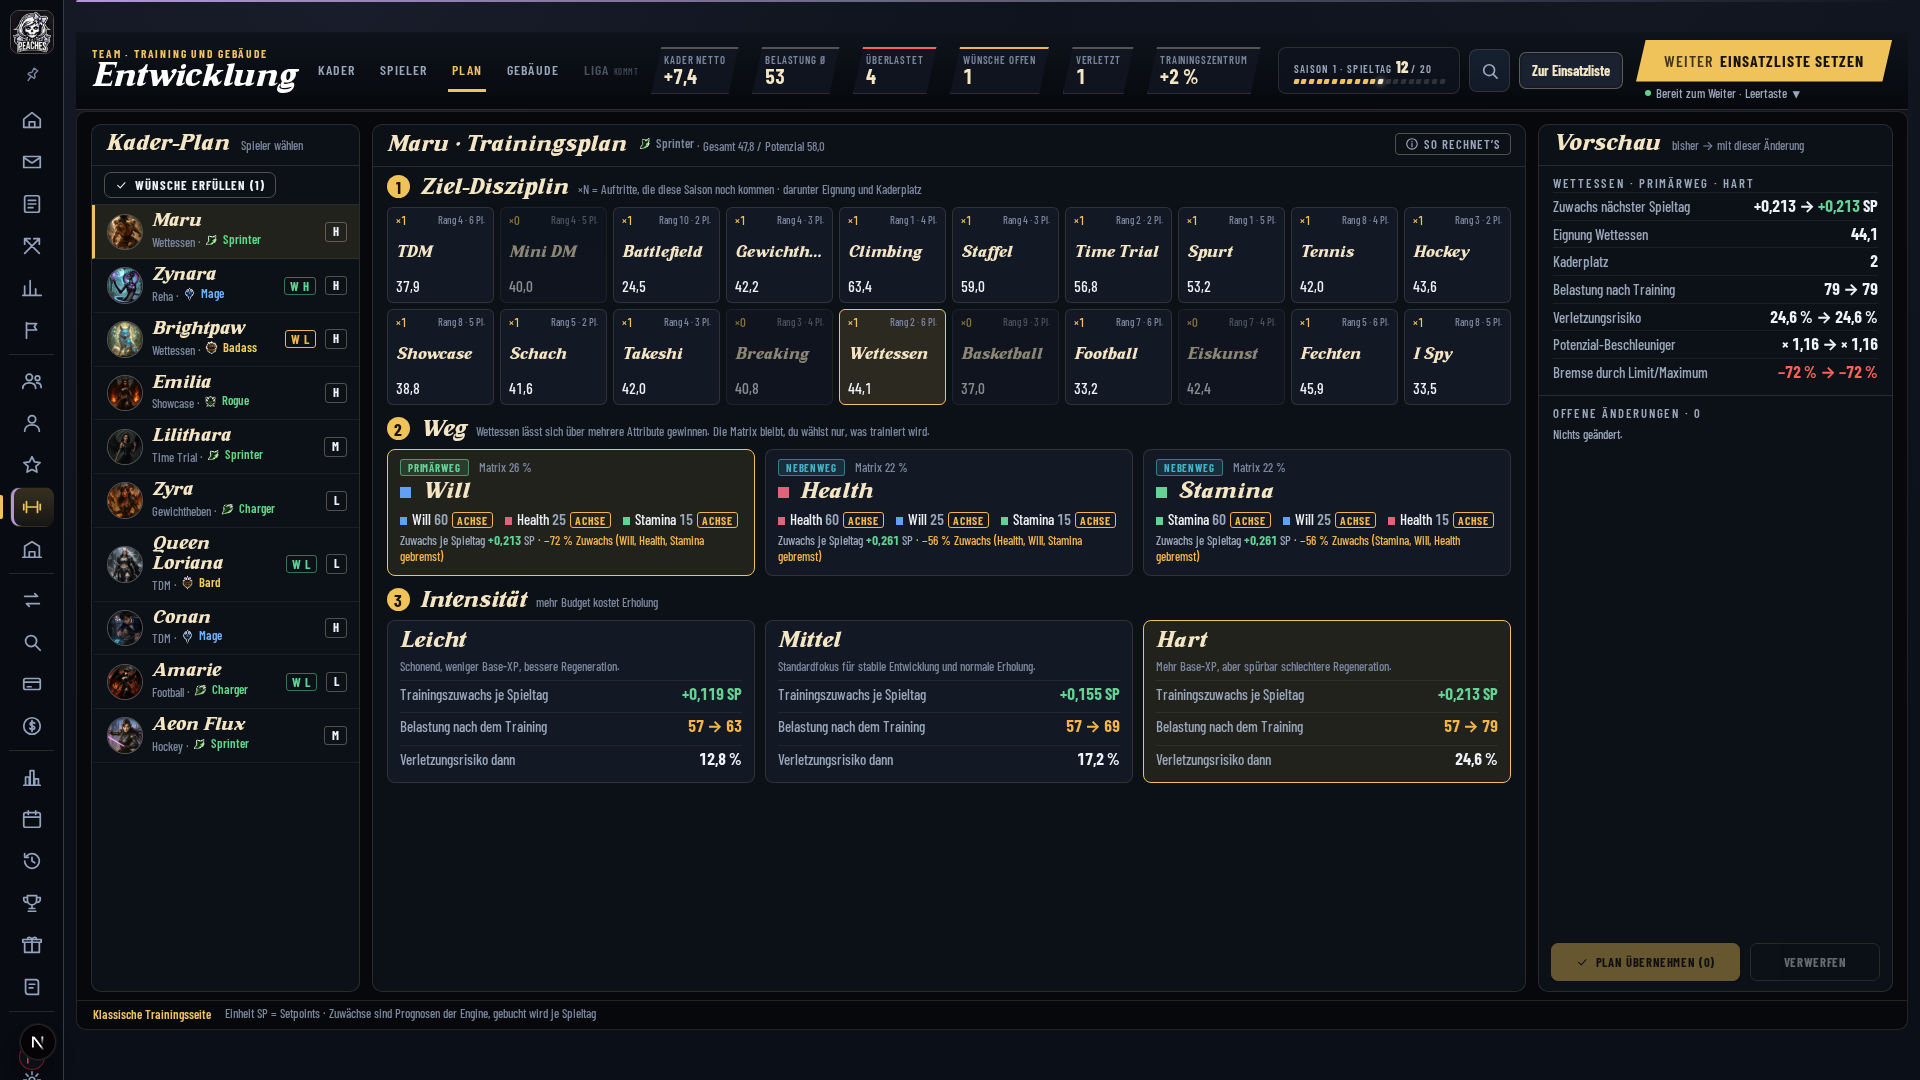 PEACHES
TEAM · TRAINING UND GEBÄUDE
Entwicklung
KADER
SPIELER
PLAN
GEBÄUDE
LIGA KOMMT
KADER NETTO
+7,4
BELASTUNG Ø
53
ÜBERLASTET
4
WÜNSCHE OFFEN
1
VERLETZT
1
TRAININGSZENTRUM
+2 %
SAISON 1 · SPIELTAG 12 / 20
Zur Einsatzliste
WEITER EINSATZLISTE SETZEN
Bereit zum Weiter · Leertaste ▼
Kader-Plan Spieler wählen
✓ WÜNSCHE ERFÜLLEN (1)
Maru
Wettessen · Sprinter
H
Zynara
Reha · Mage
W H H
Brightpaw
Wettessen · Badass
W L H
Emilia
Showcase · Rogue
H
Lilithara
Time Trial · Sprinter
M
Zyra
Gewichtheben · Charger
L
Queen Loriana
TDM · Bard
W L L
Conan
TDM · Mage
H
Amarie
Football · Charger
W L L
Aeon Flux
Hockey · Sprinter
M
Maru · Trainingsplan Sprinter · Gesamt 47,8 / Potenzial 58,0
SO RECHNET'S
1 Ziel-Disziplin ×N = Auftritte, die diese Saison noch kommen · darunter Eignung und Kaderplatz
×1 Rang 4 · 6 Pl.
TDM
37,9
×0 Rang 4 · 5 Pl.
Mini DM
40,0
×1 Rang 10 · 2 Pl.
Battlefield
24,5
×1 Rang 4 · 3 Pl.
Gewichth...
42,2
×1 Rang 1 · 4 Pl.
Climbing
63,4
×1 Rang 4 · 3 Pl.
Staffel
59,0
×1 Rang 2 · 2 Pl.
Time Trial
56,8
×1 Rang 1 · 5 Pl.
Spurt
53,2
×1 Rang 8 · 4 Pl.
Tennis
42,0
×1 Rang 3 · 2 Pl.
Hockey
43,6
×1 Rang 8 · 5 Pl.
Showcase
38,8
×1 Rang 5 · 2 Pl.
Schach
41,6
×1 Rang 4 · 3 Pl.
Takeshi
42,0
×0 Rang 3 · 4 Pl.
Breaking
40,8
×1 Rang 2 · 6 Pl.
Wettessen
44,1
×0 Rang 9 · 3 Pl.
Basketball
37,0
×1 Rang 7 · 6 Pl.
Football
33,2
×0 Rang 7 · 4 Pl.
Eiskunst
42,4
×1 Rang 6 · 5 Pl.
Fechten
45,9
×1 Rang 8 · 5 Pl.
I Spy
33,5
2 Weg Wettessen lässt sich über mehrere Attribute gewinnen. Die Matrix bleibt, du wählst nur, was trainiert wird.
PRIMÄRWEG Matrix 26 %
Will
Will 60 ACHSE Health 25 ACHSE Stamina 15 ACHSE
Zuwachs je Spieltag +0,213 SP · −72 % Zuwachs (Will, Health, Stamina
gebremst)
NEBENWEG Matrix 22 %
Health
Health 60 ACHSE Will 25 ACHSE Stamina 15 ACHSE
Zuwachs je Spieltag +0,261 SP · −56 % Zuwachs (Health, Will, Stamina
gebremst)
NEBENWEG Matrix 22 %
Stamina
Stamina 60 ACHSE Will 25 ACHSE Health 15 ACHSE
Zuwachs je Spieltag +0,261 SP · −56 % Zuwachs (Stamina, Will, Health
gebremst)
3 Intensität mehr Budget kostet Erholung
Leicht
Schonend, weniger Base-XP, bessere Regeneration.
Trainingszuwachs je Spieltag +0,119 SP
Belastung nach dem Training 57 → 63
Verletzungsrisiko dann 12,8 %
Mittel
Standardfokus für stabile Entwicklung und normale Erholung.
Trainingszuwachs je Spieltag +0,155 SP
Belastung nach dem Training 57 → 69
Verletzungsrisiko dann 17,2 %
Hart
Mehr Base-XP, aber spürbar schlechtere Regeneration.
Trainingszuwachs je Spieltag +0,213 SP
Belastung nach dem Training 57 → 79
Verletzungsrisiko dann 24,6 %
Vorschau bisher → mit dieser Änderung
WETTESSEN · PRIMÄRWEG · HART
Zuwachs nächster Spieltag +0,213 → +0,213 SP
Eignung Wettessen 44,1
Kaderplatz 2
Belastung nach Training 79 → 79
Verletzungsrisiko 24,6 % → 24,6 %
Potenzial-Beschleuniger × 1,16 → × 1,16
Bremse durch Limit/Maximum −72 % → −72 %
OFFENE ÄNDERUNGEN · 0
Nichts geändert.
✓ PLAN ÜBERNEHMEN (0)
VERWERFEN
Klassische Trainingsseite Einheit SP = Setpoints · Zuwächse sind Prognosen der Engine, gebucht wird je Spieltag
N